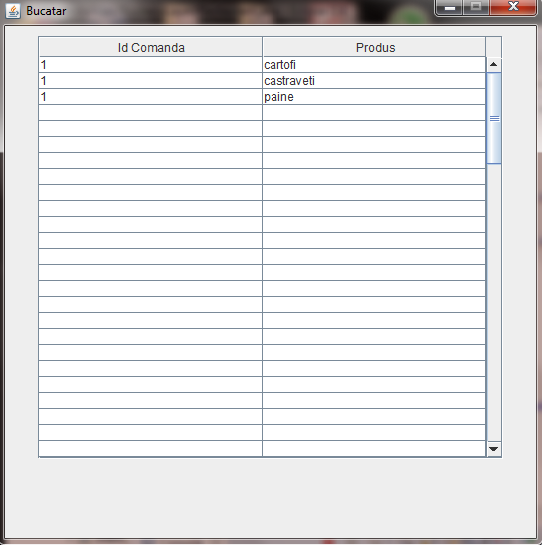 Bucatar
Id Comanda Produs
1 cartofi
1 castraveti
1 paine